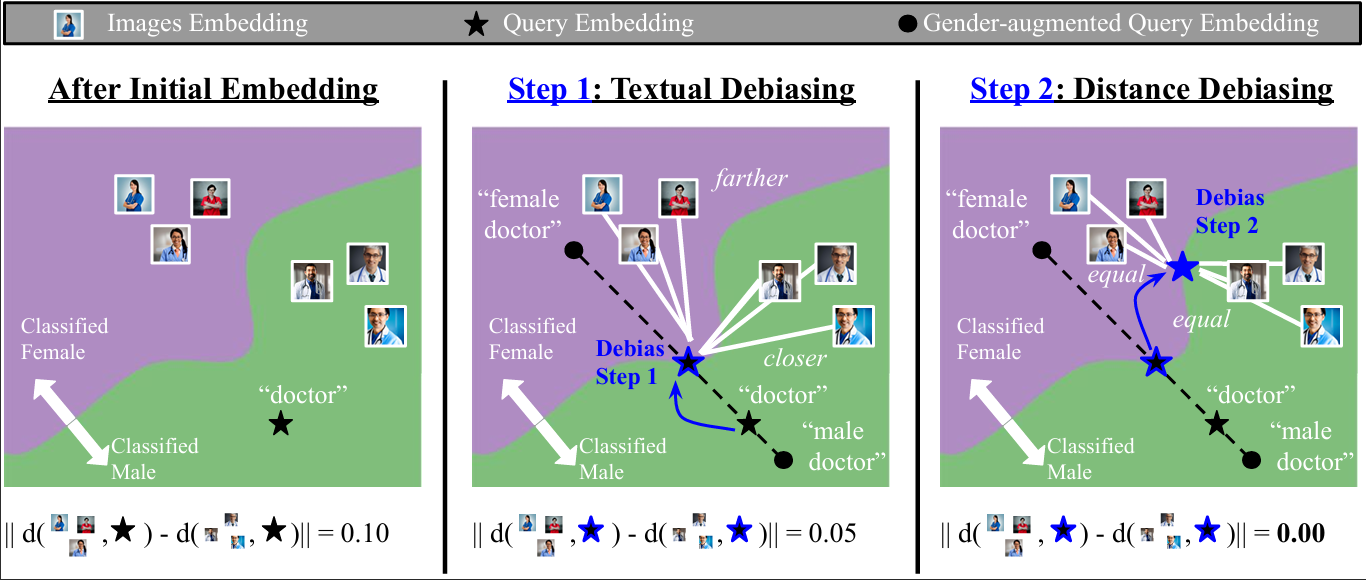 Images Embedding
Query Embedding
Gender-augmented Query Embedding
After Initial Embedding
Classified
Female
Classified
Male
“doctor”
|| d( , ) - d( , )|| = 0.10
Step 1: Textual Debiasing
“female
doctor”
farther
closer
Debias
Step 1
Classified
Female
Classified
Male
“doctor”
“male
doctor”
|| d( , ) - d( , )|| = 0.05
Step 2: Distance Debiasing
“female
doctor”
Debias
Step 2
equal
equal
Classified
Female
Classified
Male
“doctor”
“male
doctor”
|| d( , ) - d( , )|| = 0.00